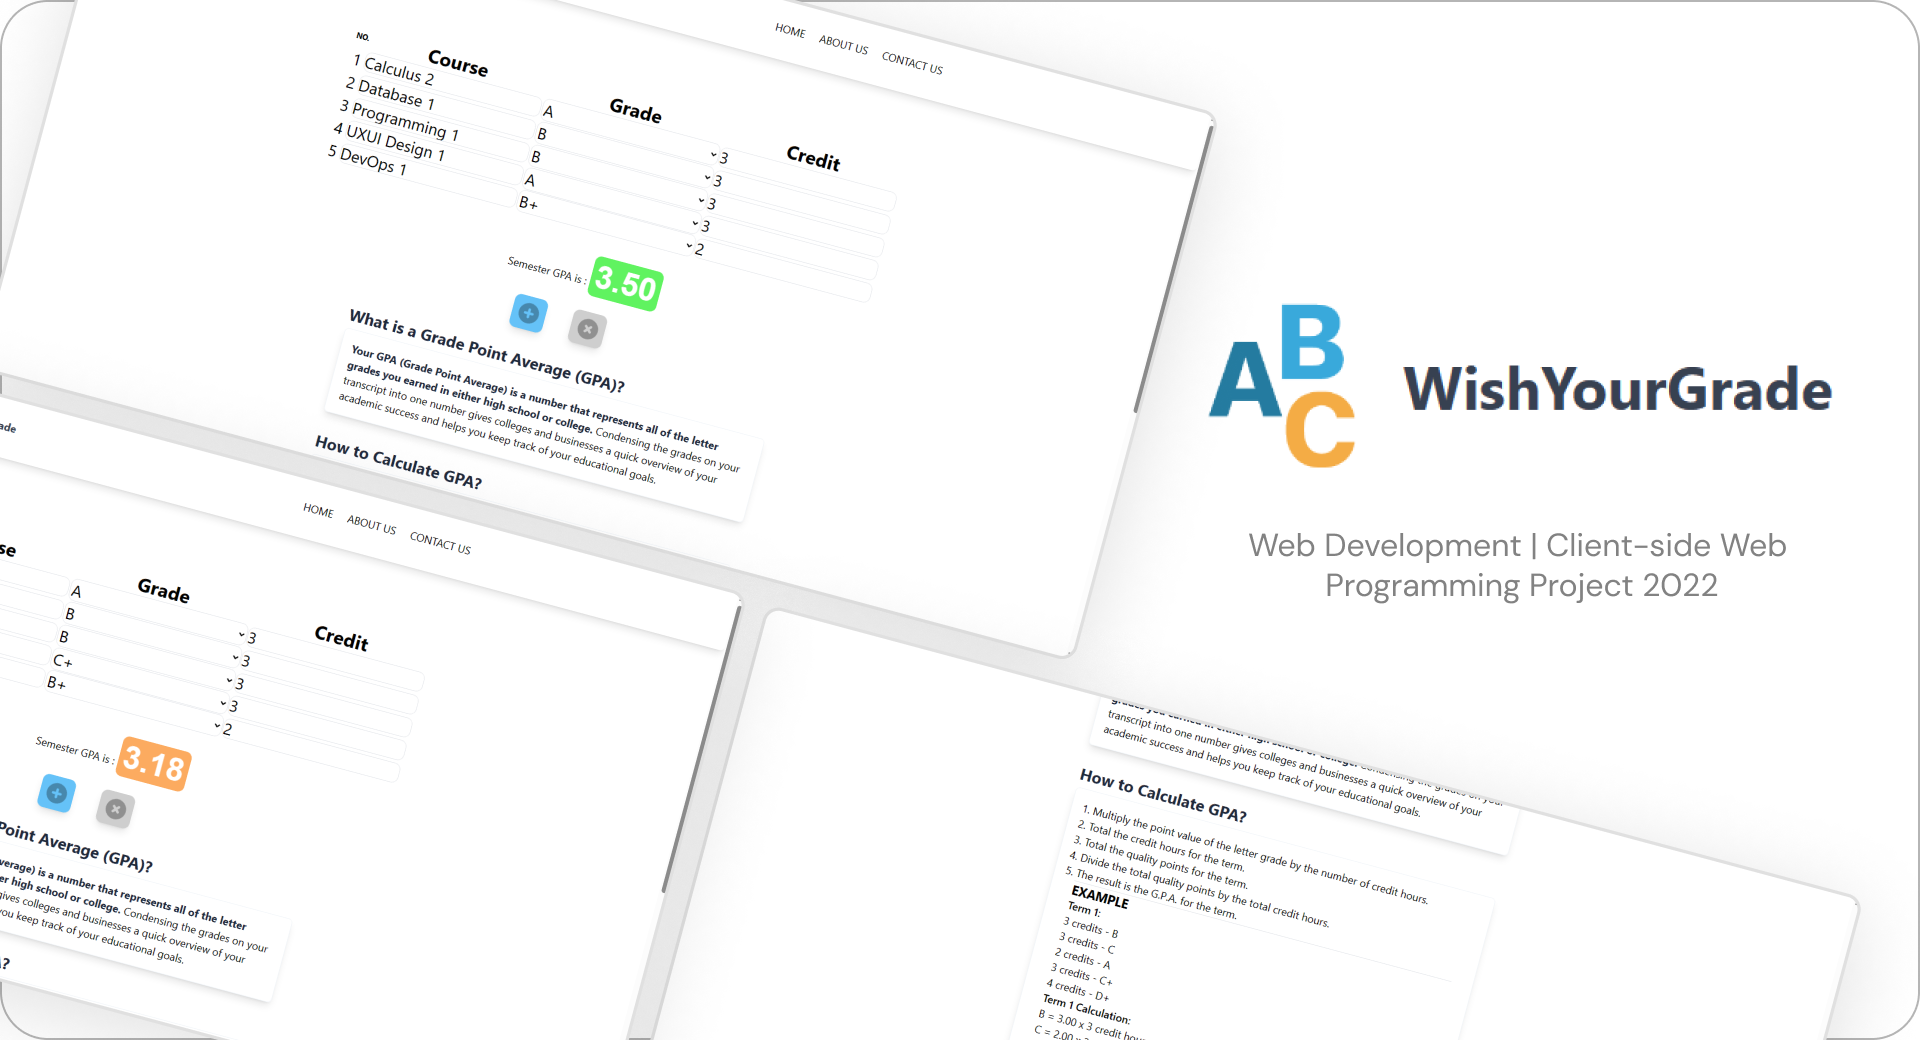 HOME ABOUT US CONTACT US
NO. Course Grade Credit
1 Calculus 2 A 3
2 Database 1 B 3
3 Programming 1 B 3
4 UXUI Design 1 A 3
5 DevOps 1 B+ 2
Semester GPA is : 3.50
What is a Grade Point Average (GPA)?
Your GPA (Grade Point Average) is a number that represents all of the letter
grades you earned in either high school or college. Condensing the grades on your
transcript into one number gives colleges and businesses a quick overview of your
academic success and helps you keep track of your educational goals.
How to Calculate GPA?
A
B
C
WishYourGrade
Web Development | Client-side Web
Programming Project 2022
ade
HOME ABOUT US CONTACT US
se Grade Credit
A 3
B 3
B 3
C+ 3
B+ 2
Semester GPA is : 3.18
Point Average (GPA)?
verage) is a number that represents all of the letter
er high school or college. Condensing the grades on your
gives colleges and businesses a quick overview of your
ou keep track of your educational goals.
A?
transcript into one number gives colleges and businesses a quick overview of your
academic success and helps you keep track of your educational goals.
How to Calculate GPA?
1. Multiply the point value of the letter grade by the number of credit hours.
2. Total the credit hours for the term.
3. Total the quality points for the term.
4. Divide the total quality points by the total credit hours.
5. The result is the G.P.A. for the term.
EXAMPLE
Term 1:
3 credits - B
3 credits - C
2 credits - A
3 credits - C+
4 credits - D+
Term 1 Calculation:
B = 3.00 x 3 credit hou
C = 2.00